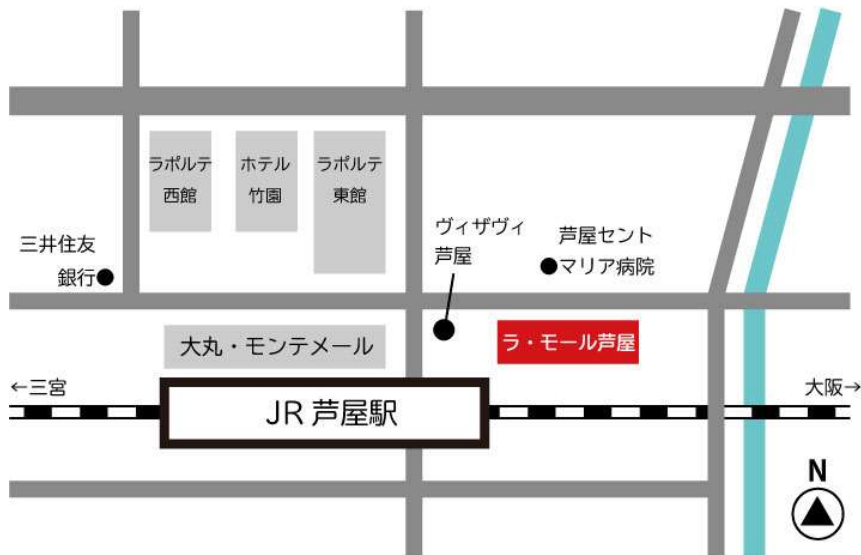 ラポルテ
西館
ホテル
竹園
ラポルテ
東館
三井住友
銀行
ヴィザヴィ
芦屋
芦屋セント
マリア病院
大丸・モンテメール
ラ・モール芦屋
←三宮
大阪→
JR 芦屋駅
N